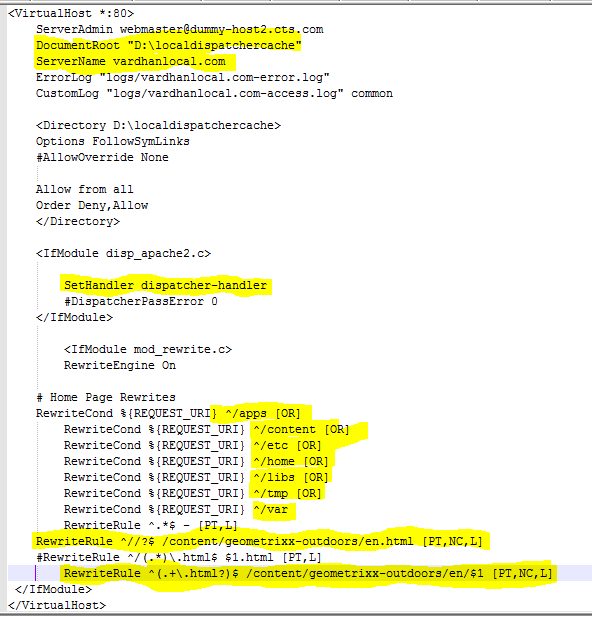 <VirtualHost *:80>
ServerAdmin webmaster@dummy-host2.cts.com
DocumentRoot "D:\localdispatchercache"
ServerName vardhanlocal.com
ErrorLog "logs/vardhanlocal.com-error.log"
CustomLog "logs/vardhanlocal.com-access.log" common
<Directory D:\localdispatchercache>
Options FollowSymLinks
#AllowOverride None
Allow from all
Order Deny,Allow
</Directory>
<IfModule disp_apache2.c>
SetHandler dispatcher-handler
#DispatcherPassError 0
</IfModule>
<IfModule mod_rewrite.c>
RewriteEngine On
# Home Page Rewrites
RewriteCond %{REQUEST_URI} ^/apps [OR]
RewriteCond %{REQUEST_URI} ^/content [OR]
RewriteCond %{REQUEST_URI} ^/etc [OR]
RewriteCond %{REQUEST_URI} ^/home [OR]
RewriteCond %{REQUEST_URI} ^/libs [OR]
RewriteCond %{REQUEST_URI} ^/tmp [OR]
RewriteCond %{REQUEST_URI} ^/var
RewriteRule ^.*$ - [PT,L]
RewriteRule ^//?$ /content/geometrixx-outdoors/en.html [PT,NC,L]
#RewriteRule ^/(.*)\.html$ $1.html [PT,L]
RewriteRule ^(.+\.html?)$ /content/geometrixx-outdoors/en/$1 [PT,NC,L]
</IfModule>
</VirtualHost>